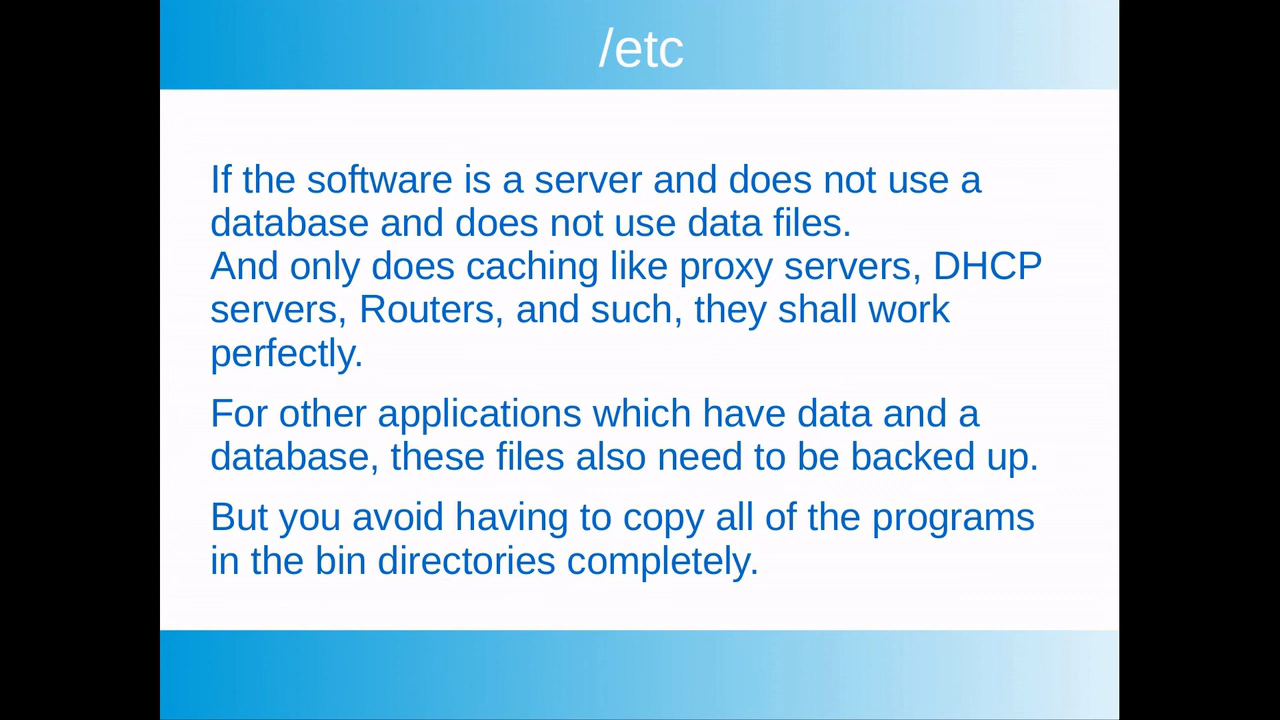 /etc
If the software is a server and does not use a
database and does not use data files.
And only does caching like proxy servers, DHCP
servers, Routers, and such, they shall work
perfectly.
For other applications which have data and a
database, these files also need to be backed up.
But you avoid having to copy all of the programs
in the bin directories completely.